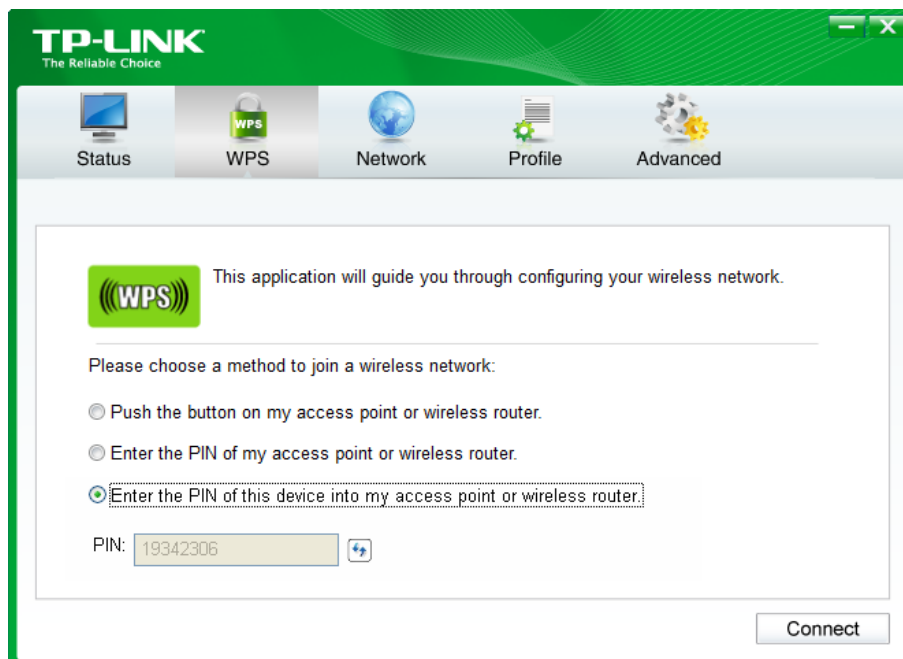 TP-LINK
The Reliable Choice
Status
WPS
WPS
Network
Profile
Advanced
WPS
This application will guide you through configuring your wireless network.
Please choose a method to join a wireless network:
Push the button on my access point or wireless router.
Enter the PIN of my access point or wireless router.
Enter the PIN of this device into my access point or wireless router.
PIN: 19342306
Connect